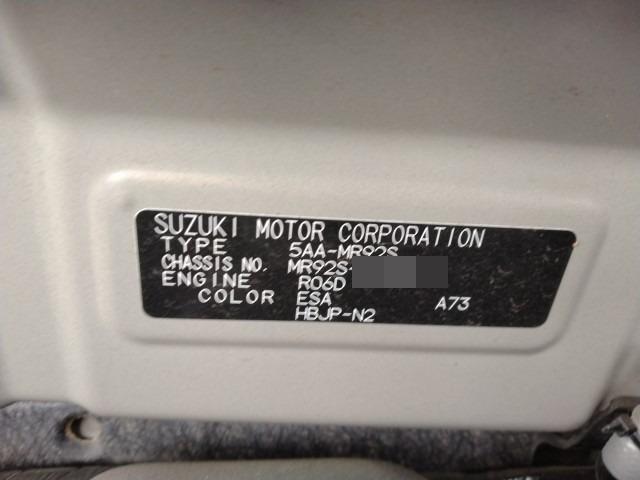 SUZUKI MOTOR CORPORATION
TYPE 5AA-MR92S
CHASSIS NO. MR92S-
ENGINE R06D
COLOR ESA A73
HBJP-N2